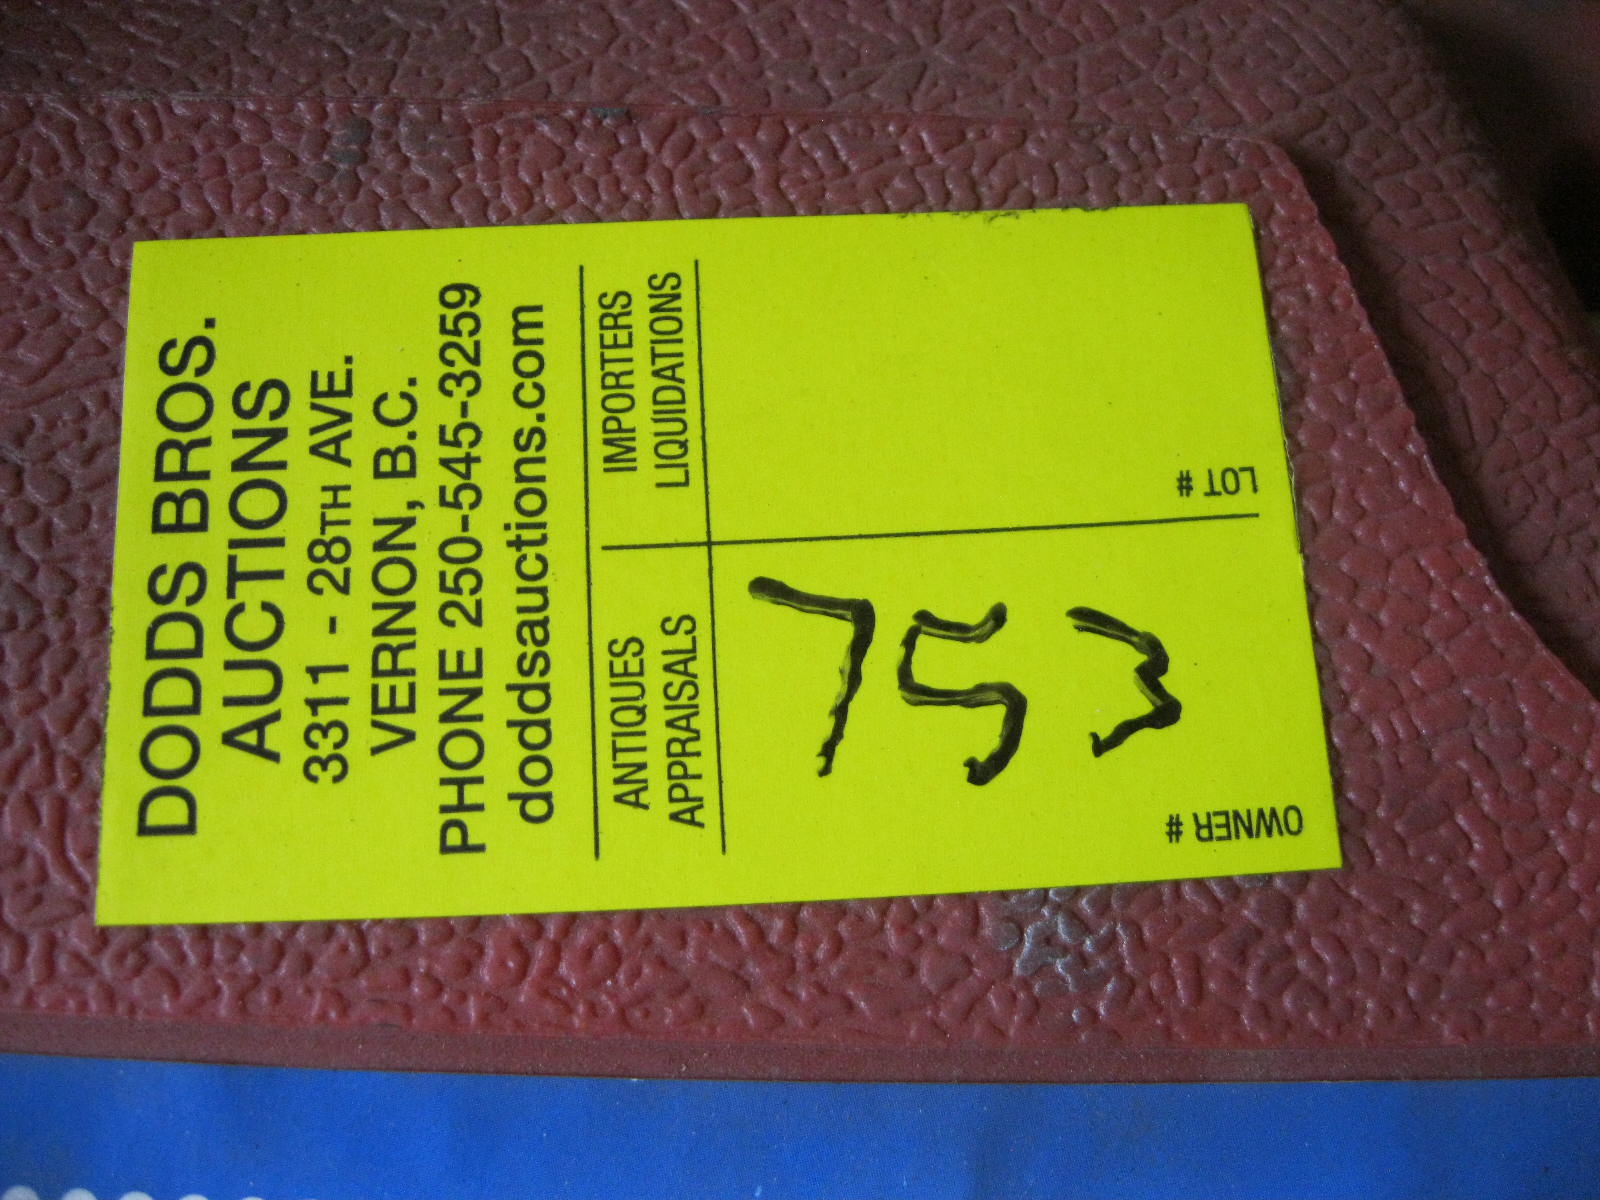 DODDS BROS.
AUCTIONS
3311 - 28TH AVE.
VERNON, B.C.
PHONE 250-545-3259
doddsauctions.com
ANTIQUES IMPORTERS
APPRAISALS LIQUIDATIONS
753
OWNER # LOT #